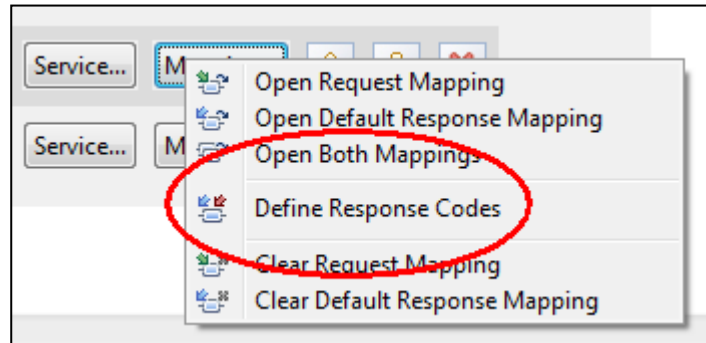 Service...
Open Request Mapping
Open Default Response Mapping
Service...
Open Both Mappings
Define Response Codes
Clear Request Mapping
Clear Default Response Mapping